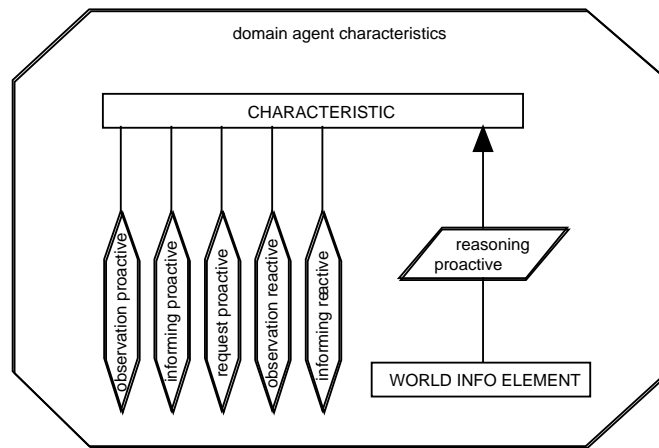 domain agent characteristics
CHARACTERISTIC
observation proactive
informing proactive
request proactive
observation reactive
informing reactive
reasoning
proactive
WORLD INFO ELEMENT